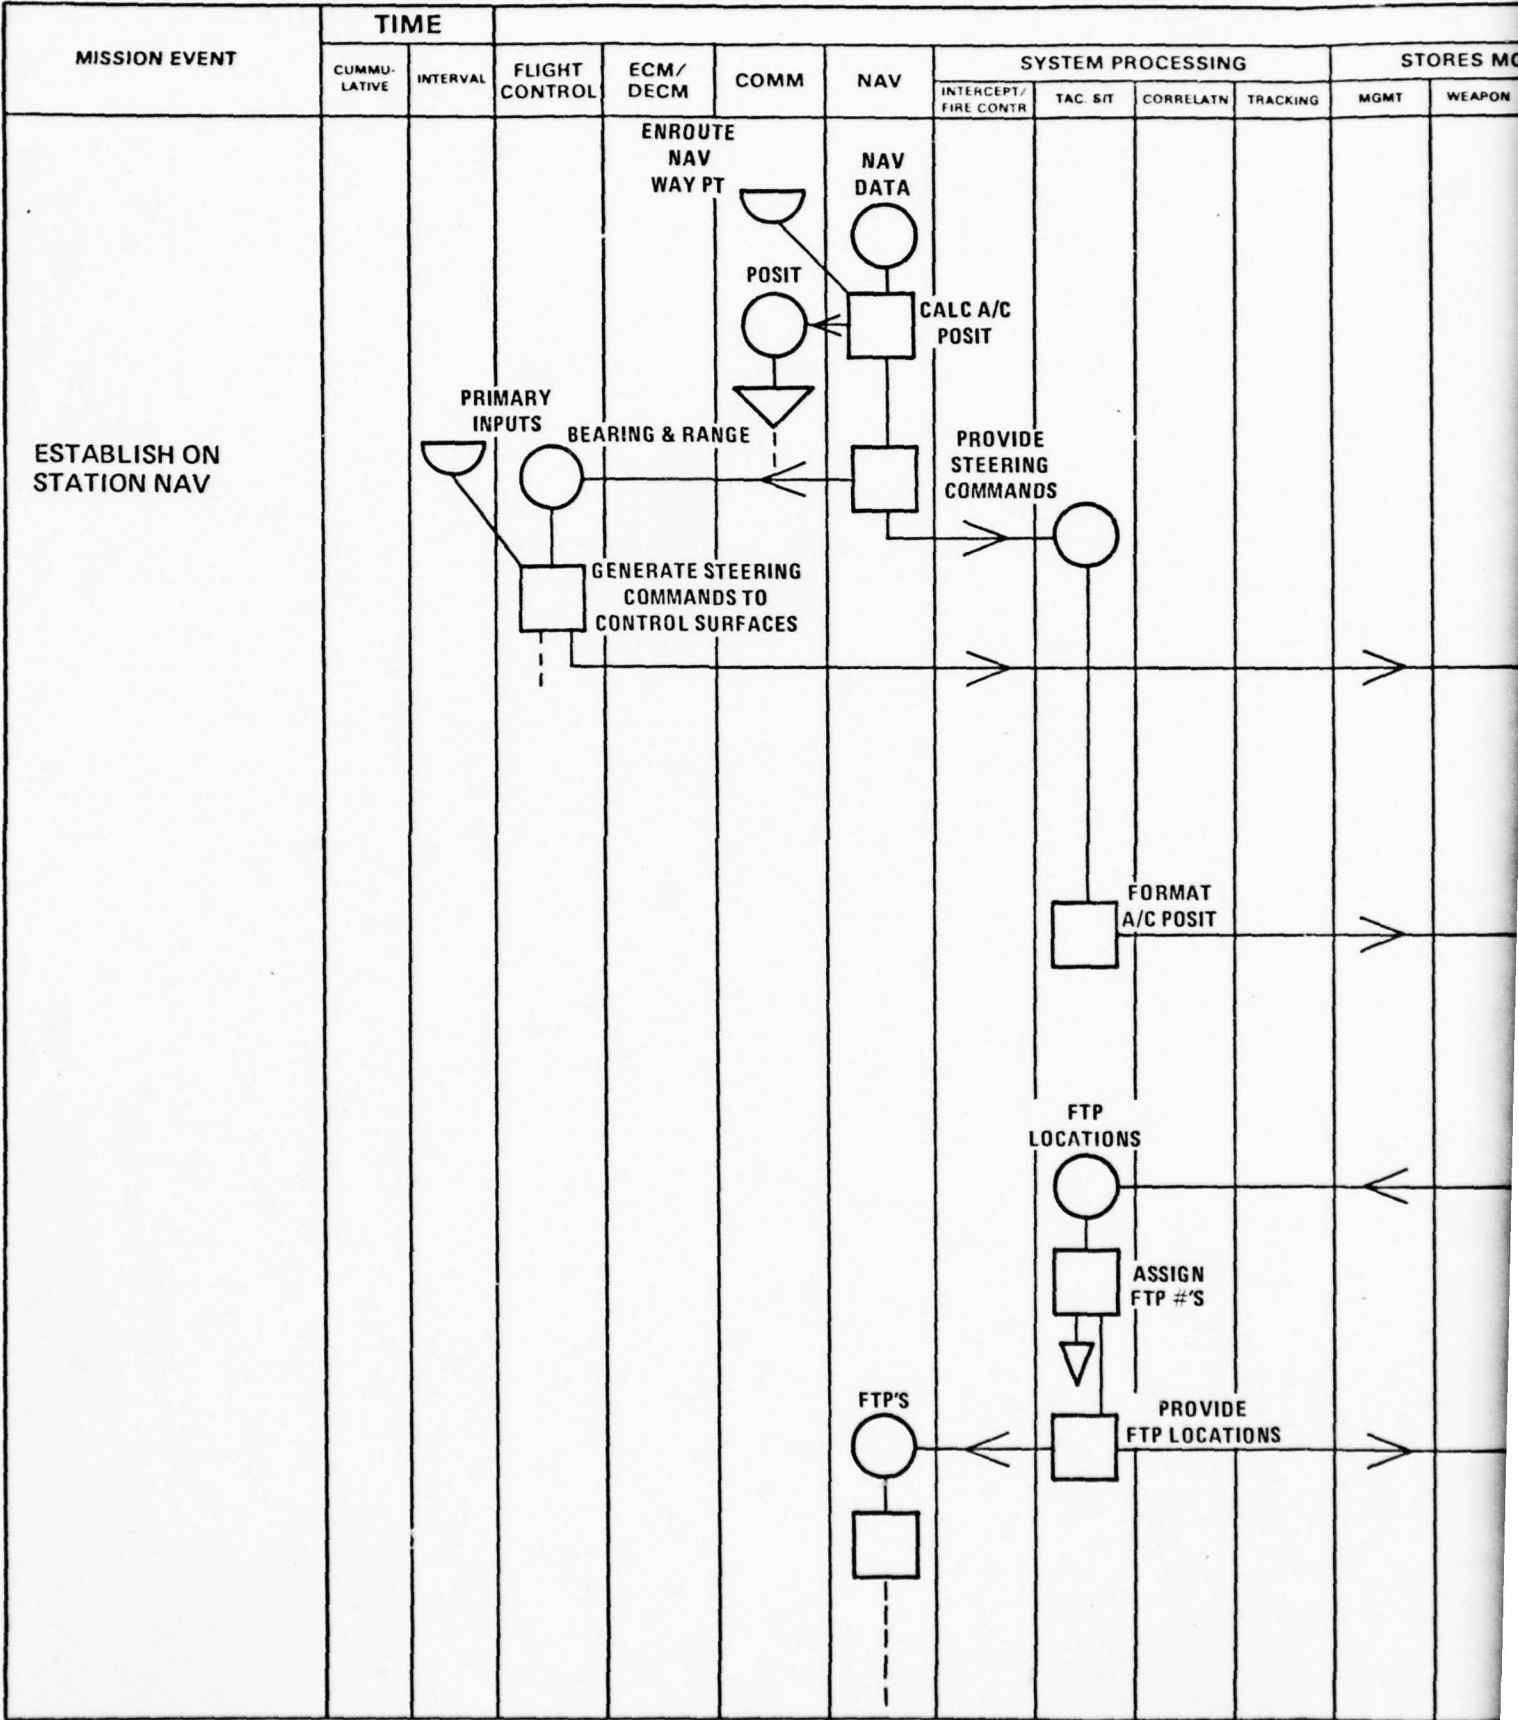 MISSION EVENT
TIME
CUMMU-
LATIVE
INTERVAL
FLIGHT
CONTROL
ECM/
DECM
COMM
NAV
SYSTEM PROCESSING
INTERCEPT/
FIRE CONTR
TAC. SIT
CORRELATN
TRACKING
STORES
MGMT
WEAPON
ENROUTE
NAV
WAY PT
NAV
DATA
POSIT
CALC A/C
POSIT
PRIMARY
INPUTS
BEARING & RANGE
PROVIDE
STEERING
COMMANDS
ESTABLISH ON
STATION NAV
GENERATE STEERING
COMMANDS TO
CONTROL SURFACES
FORMAT
A/C POSIT
FTP
LOCATIONS
ASSIGN
FTP #'S
FTP'S
PROVIDE
FTP LOCATIONS